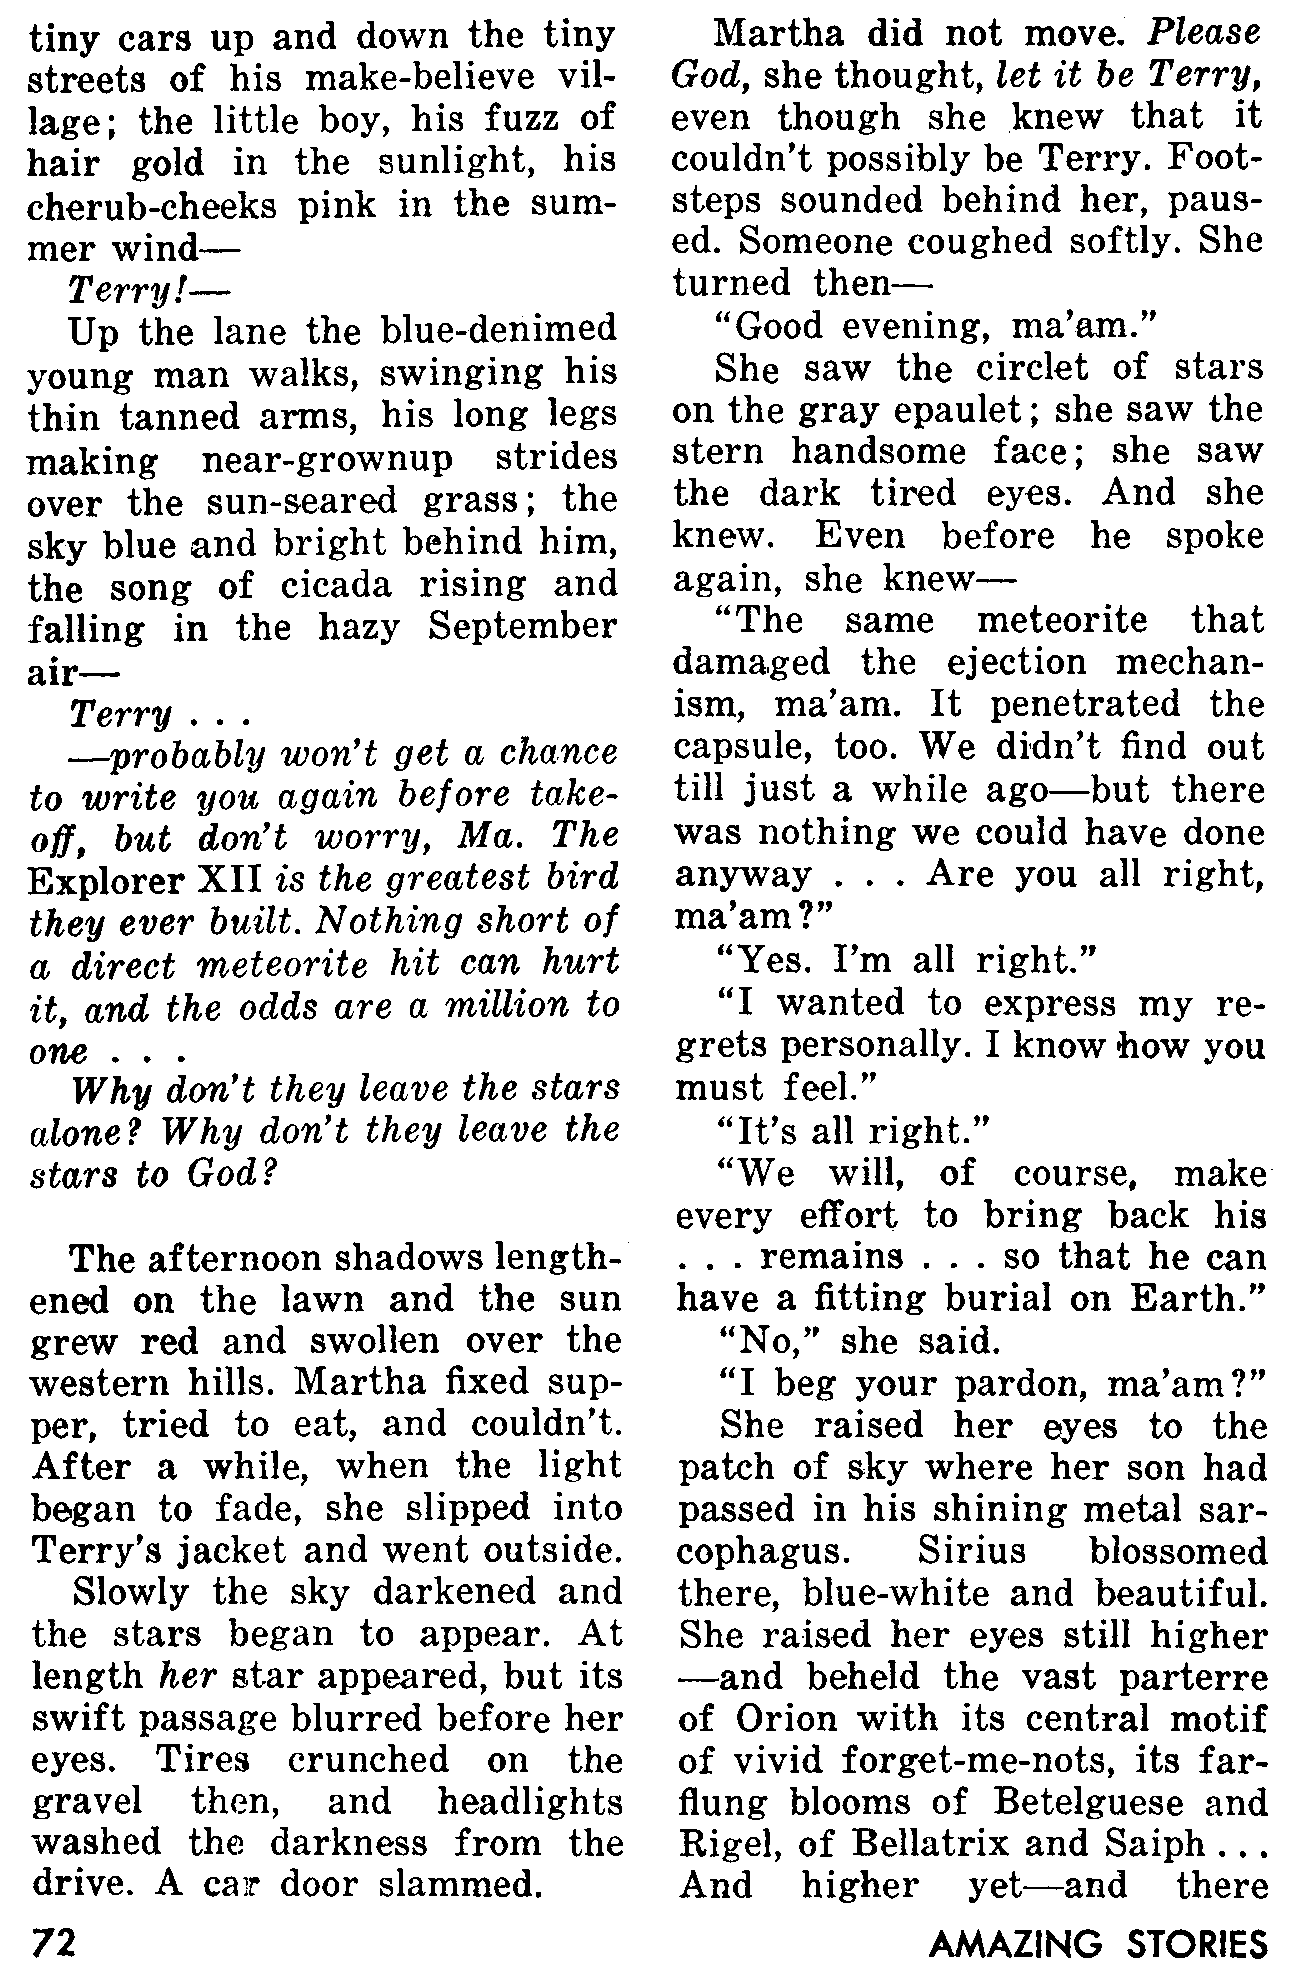 tiny cars up and down the tiny
streets of his make-believe vil-
lage; the little boy, his fuzz of
hair gold in the sunlight, his
cherub-cheeks pink in the sum-
mer wind—
Terry!—
Up the lane the blue-denimed
young man walks, swinging his
thin tanned arms, his long legs
making near-grownup strides
over the sun-seared grass; the
sky blue and bright behind him,
the song of cicada rising and
falling in the hazy September
air—
Terry . . .
—probably won't get a chance
to write you again before take-
off, but don't worry, Ma. The
Explorer XII is the greatest bird
they ever built. Nothing short of
a direct meteorite hit can hurt
it, and the odds are a million to
one . . .
Why don't they leave the stars
alone? Why don't they leave the
stars to God?
The afternoon shadows length-
ened on the lawn and the sun
grew red and swollen over the
western hills. Martha fixed sup-
per, tried to eat, and couldn't.
After a while, when the light
began to fade, she slipped into
Terry's jacket and went outside.
Slowly the sky darkened and
the stars began to appear. At
length her star appeared, but its
swift passage blurred before her
eyes. Tires crunched on the
gravel then, and headlights
washed the darkness from the
drive. A car door slammed.
Martha did not move. Please
God, she thought, let it be Terry,
even though she knew that it
couldn't possibly be Terry. Foot-
steps sounded behind her, paus-
ed. Someone coughed softly. She
turned then—
"Good evening, ma'am."
She saw the circlet of stars
on the gray epaulet; she saw the
stern handsome face; she saw
the dark tired eyes. And she
knew. Even before he spoke
again, she knew—
"The same meteorite that
damaged the ejection mechan-
ism, ma'am. It penetrated the
capsule, too. We didn't find out
till just a while ago—but there
was nothing we could have done
anyway . . . Are you all right,
ma'am?"
"Yes. I'm all right."
"I wanted to express my re-
grets personally. I know how you
must feel."
"It's all right."
"We will, of course, make
every effort to bring back his
. . . remains . . . so that he can
have a fitting burial on Earth."
"No," she said.
"I beg your pardon, ma'am?"
She raised her eyes to the
patch of sky where her son had
passed in his shining metal sar-
cophagus. Sirius blossomed
there, blue-white and beautiful.
She raised her eyes still higher
—and beheld the vast parterre
of Orion with its central motif
of vivid forget-me-nots, its far-
flung blooms of Betelguese and
Rigel, of Bellatrix and Saiph . . .
And higher yet—and there
72
AMAZING STORIES